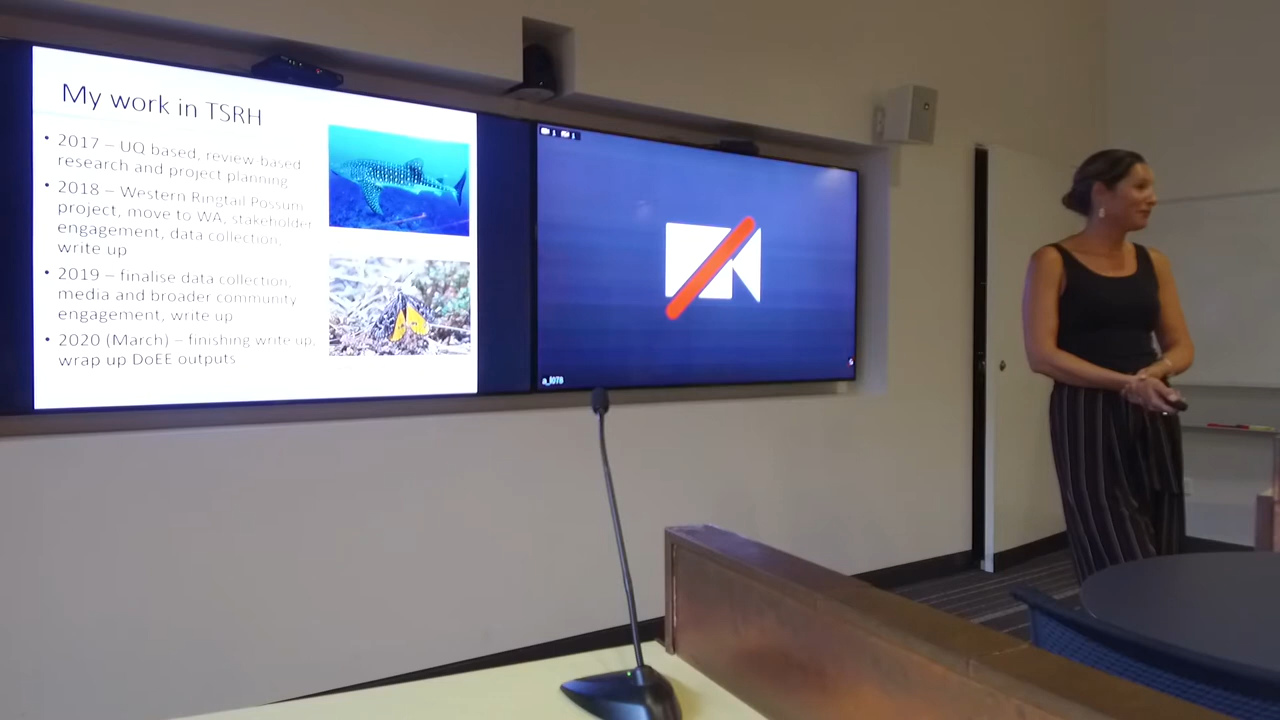 My work in TSRH
• 2017 – UQ based, review-based
research and project planning
• 2018 – Western Ringtail Possum
project, move to WA, stakeholder
engagement, data collection,
write up
• 2019 – finalise data collection,
media and broader community
engagement, write up
• 2020 (March) – finishing write up,
wrap up DoEE outputs
1 1